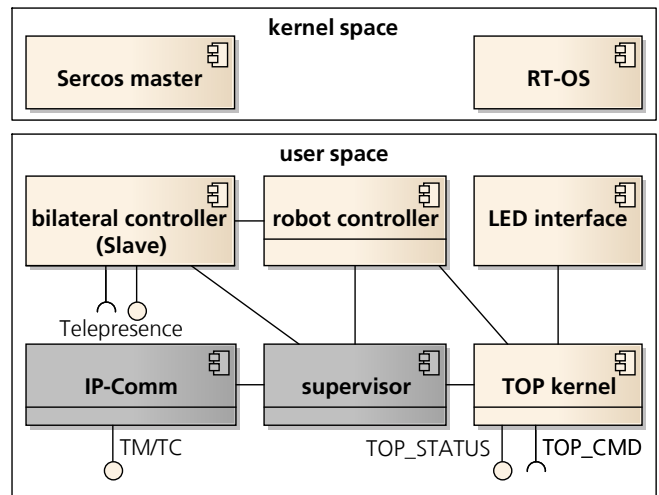 kernel space
Sercos master
RT-OS
user space
bilateral controller
(Slave)
robot controller
LED interface
Telepresence
IP-Comm
supervisor
TOP kernel
TM/TC
TOP_STATUS
TOP_CMD